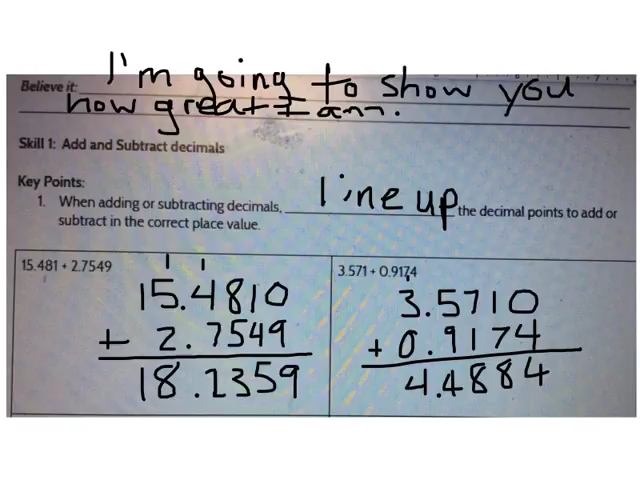 I'm going to show you
Believe it:
how great I am.
Skill 1: Add and Subtract decimals
Key Points:
1. When adding or subtracting decimals, line up the decimal points to add or
subtract in the correct place value.
15.481 + 2.7549
1 1
15.4810
+ 2.7549
18.2359
3.571 + 0.9174
1
3.5710
+ 0.9174
4.4884